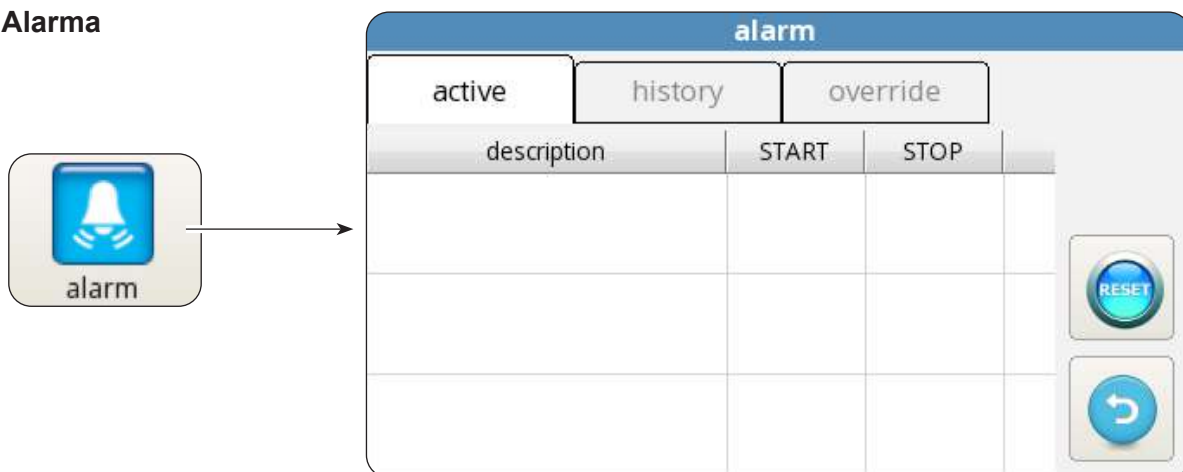 Alarma
alarm
alarm
active history override
description START STOP
RESET